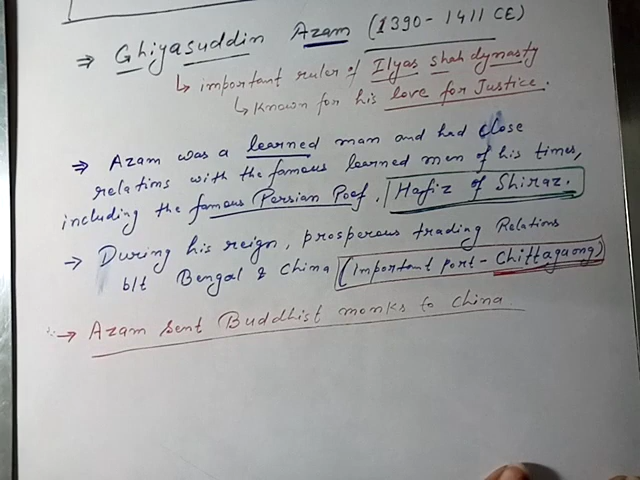 ⇒ Ghiyasuddin Azam (1390 - 1411 CE)
↳ important ruler of Ilyas shah dynasty
↳ known for his love for Justice.
⇒ Azam was a learned man and had close
relations with the famous learned men of his times,
including the famous Persian Poet, Hafiz of Shiraz.
→ During his reign, prosperous trading Relations
b/t Bengal & China (Important port - Chittagaong)
→ Azam sent Buddhist monks to China.